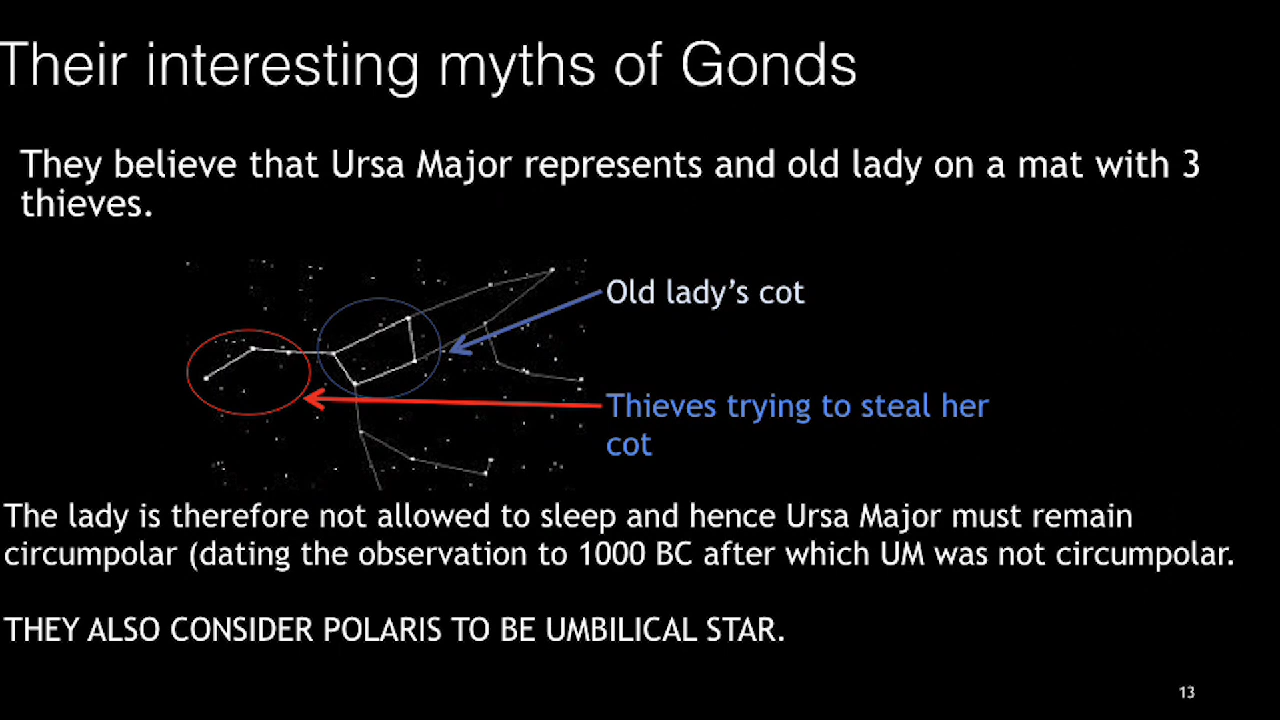 Their interesting myths of Gonds
They believe that Ursa Major represents and old lady on a mat with 3
thieves.
Old lady’s cot
Thieves trying to steal her
cot
The lady is therefore not allowed to sleep and hence Ursa Major must remain
circumpolar (dating the observation to 1000 BC after which UM was not circumpolar.
THEY ALSO CONSIDER POLARIS TO BE UMBILICAL STAR.
13